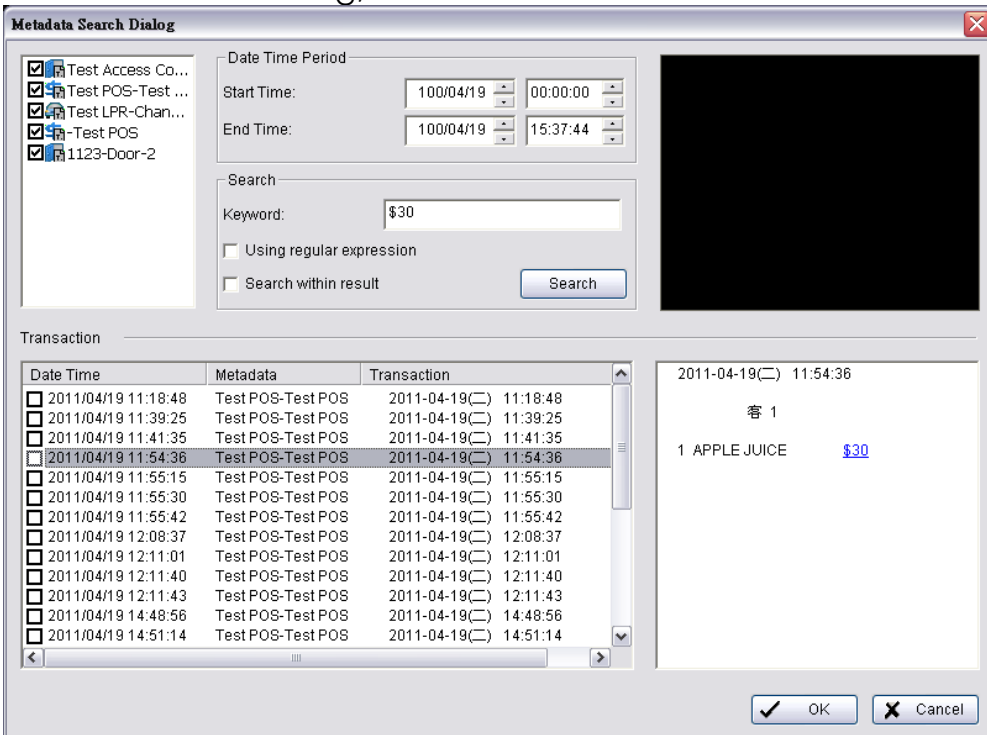 Metadata Search Dialog
Test Access Co...
Test POS-Test ...
Test LPR-Chan...
-Test POS
1123-Door-2
Date Time Period
Start Time: 100/04/19 00:00:00
End Time: 100/04/19 15:37:44
Search
Keyword: $30
Using regular expression
Search within result Search
Transaction
Date Time Metadata Transaction
2011/04/19 11:18:48 Test POS-Test POS 2011-04-19(二) 11:18:48
2011/04/19 11:39:25 Test POS-Test POS 2011-04-19(二) 11:39:25
2011/04/19 11:41:35 Test POS-Test POS 2011-04-19(二) 11:41:35
2011/04/19 11:54:36 Test POS-Test POS 2011-04-19(二) 11:54:36
2011/04/19 11:55:15 Test POS-Test POS 2011-04-19(二) 11:55:15
2011/04/19 11:55:30 Test POS-Test POS 2011-04-19(二) 11:55:30
2011/04/19 11:55:42 Test POS-Test POS 2011-04-19(二) 11:55:42
2011/04/19 12:08:37 Test POS-Test POS 2011-04-19(二) 12:08:37
2011/04/19 12:11:01 Test POS-Test POS 2011-04-19(二) 12:11:01
2011/04/19 12:11:40 Test POS-Test POS 2011-04-19(二) 12:11:40
2011/04/19 12:11:43 Test POS-Test POS 2011-04-19(二) 12:11:43
2011/04/19 14:48:56 Test POS-Test POS 2011-04-19(二) 14:48:56
2011/04/19 14:51:14 Test POS-Test POS 2011-04-19(二) 14:51:14
2011-04-19(二) 11:54:36
客 1
1 APPLE JUICE $30
OK Cancel